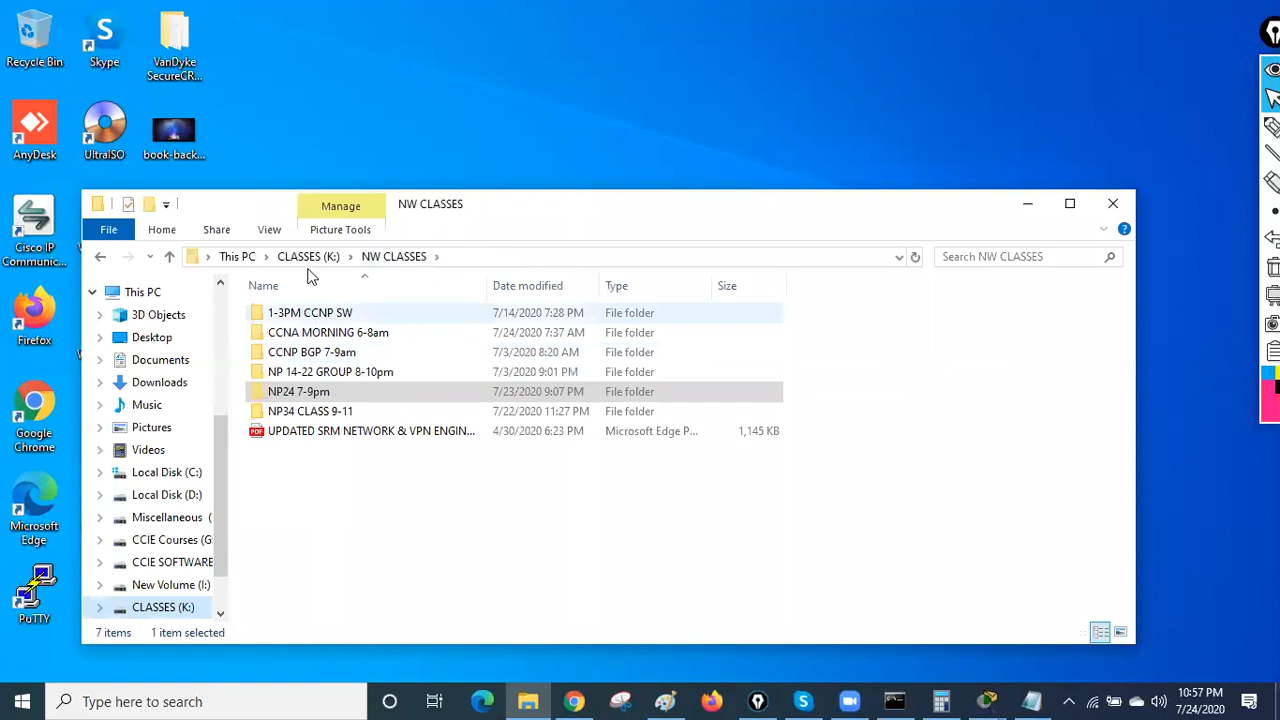 Recycle Bin
Skype
VanDyke
SecureCR...
AnyDesk
UltraISO
book-back...
Cisco IP
Communic...
Firefox
Google
Chrome
Microsoft
Edge
PuTTY
Manage
NW CLASSES
File
Home
Share
View
Picture Tools
This PC
CLASSES (K:)
NW CLASSES
Search NW CLASSES
Name
Date modified
Type
Size
1-3PM CCNP SW 7/14/2020 7:28 PM File folder
CCNA MORNING 6-8am 7/24/2020 7:37 AM File folder
CCNP BGP 7-9am 7/3/2020 8:20 AM File folder
NP 14-22 GROUP 8-10pm 7/3/2020 9:01 PM File folder
NP24 7-9pm 7/23/2020 9:07 PM File folder
NP34 CLASS 9-11 7/22/2020 11:27 PM File folder
PDF UPDATED SRM NETWORK & VPN ENGIN... 4/30/2020 6:23 PM Microsoft Edge P... 1,145 KB
This PC
3D Objects
Desktop
Documents
Downloads
Music
Pictures
Videos
Local Disk (C:)
Local Disk (D:)
Miscellaneous (
CCIE Courses (G:
CCIE SOFTWARE
New Volume (I:)
CLASSES (K:)
7 items
1 item selected
Type here to search
10:57 PM
7/24/2020